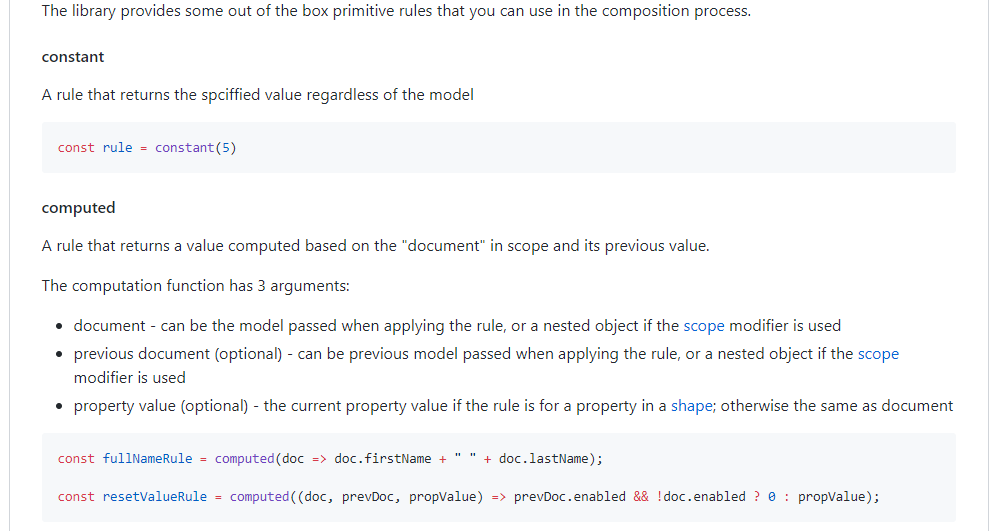 The library provides some out of the box primitive rules that you can use in the composition process.
constant
A rule that returns the spciffied value regardless of the model
const rule = constant(5)
computed
A rule that returns a value computed based on the "document" in scope and its previous value.
The computation function has 3 arguments:
document - can be the model passed when applying the rule, or a nested object if the scope modifier is used
previous document (optional) - can be previous model passed when applying the rule, or a nested object if the scope
modifier is used
property value (optional) - the current property value if the rule is for a property in a shape; otherwise the same as document
const fullNameRule = computed(doc => doc.firstName + " " + doc.lastName);
const resetValueRule = computed((doc, prevDoc, propValue) => prevDoc.enabled && !doc.enabled ? 0 : propValue);